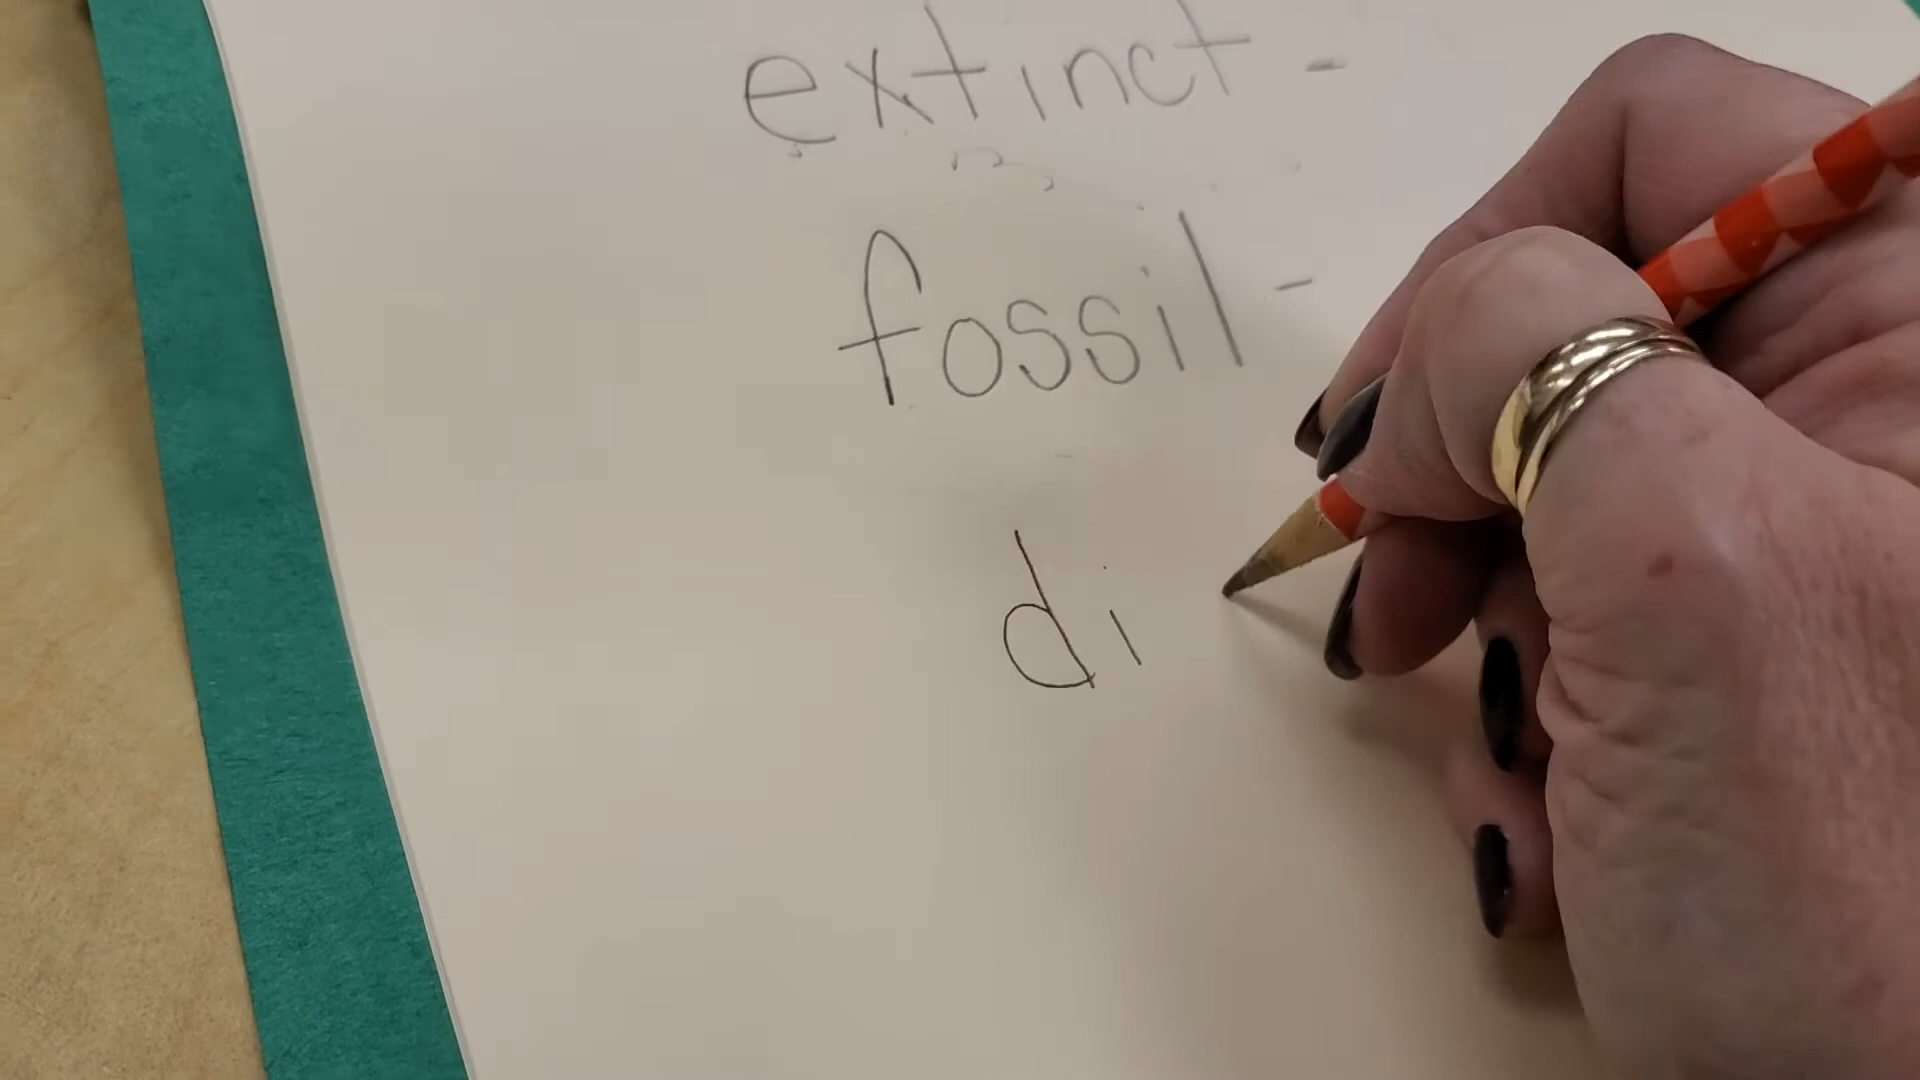 extinct -
fossil -
di